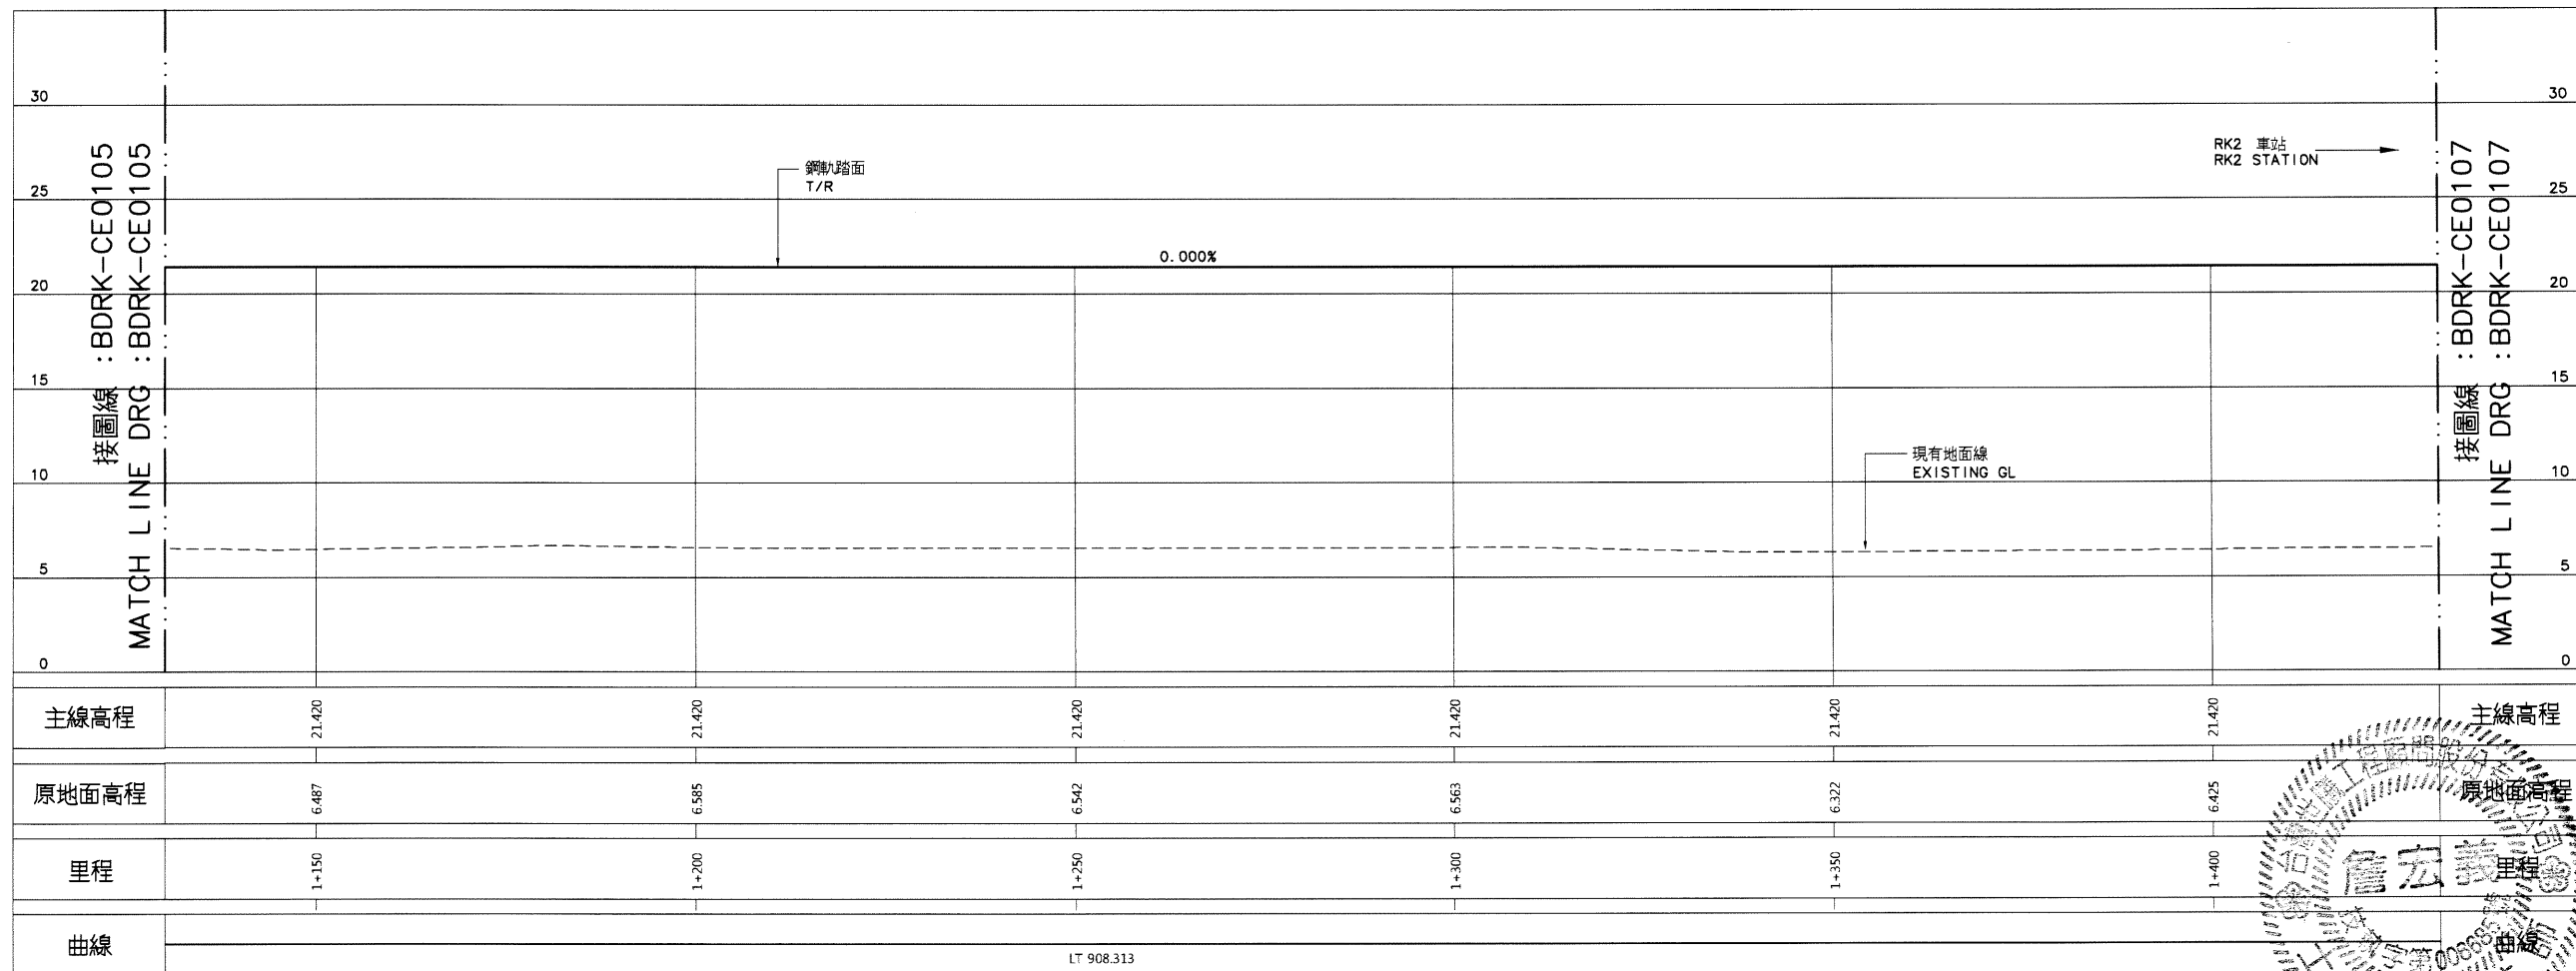 30
25
20
15
10
5
0
接圖線 :BDRK-CE0105
MATCH LINE DRG :BDRK-CE0105
鋼軌踏面
T/R
0.000%
RK2 車站
RK2 STATION
現有地面線
EXISTING GL
接圖線 :BDRK-CE0107
MATCH LINE DRG :BDRK-CE0107
30
25
20
15
10
5
0
主線高程 21.420 21.420 21.420 21.420 21.420 21.420 主線高程
原地面高程 6.487 6.585 6.542 6.563 6.322 6.425 原地面高程
里程 1+150 1+200 1+250 1+300 1+350 1+400 里程
曲線 LT 908.313 曲線
詹宏義